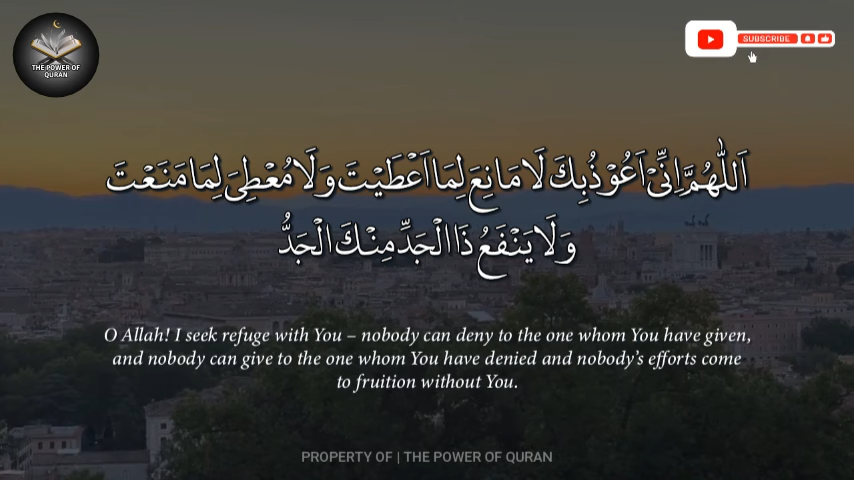 THE POWER OF
QURAN
SUBSCRIBE
اَللّٰهُمَّ اِنِّىْ اَعُوْذُ بِكَ لَا مَانِعَ لِمَا اَعْطَيْتَ وَلَا مُعْطِىَ لِمَا مَنَعْتَ
وَلَا يَنْفَعُ ذَا الْجَدِّ مِنْكَ الْجَدُّ
O Allah! I seek refuge with You – nobody can deny to the one whom You have given,
and nobody can give to the one whom You have denied and nobody’s efforts come
to fruition without You.
PROPERTY OF | THE POWER OF QURAN